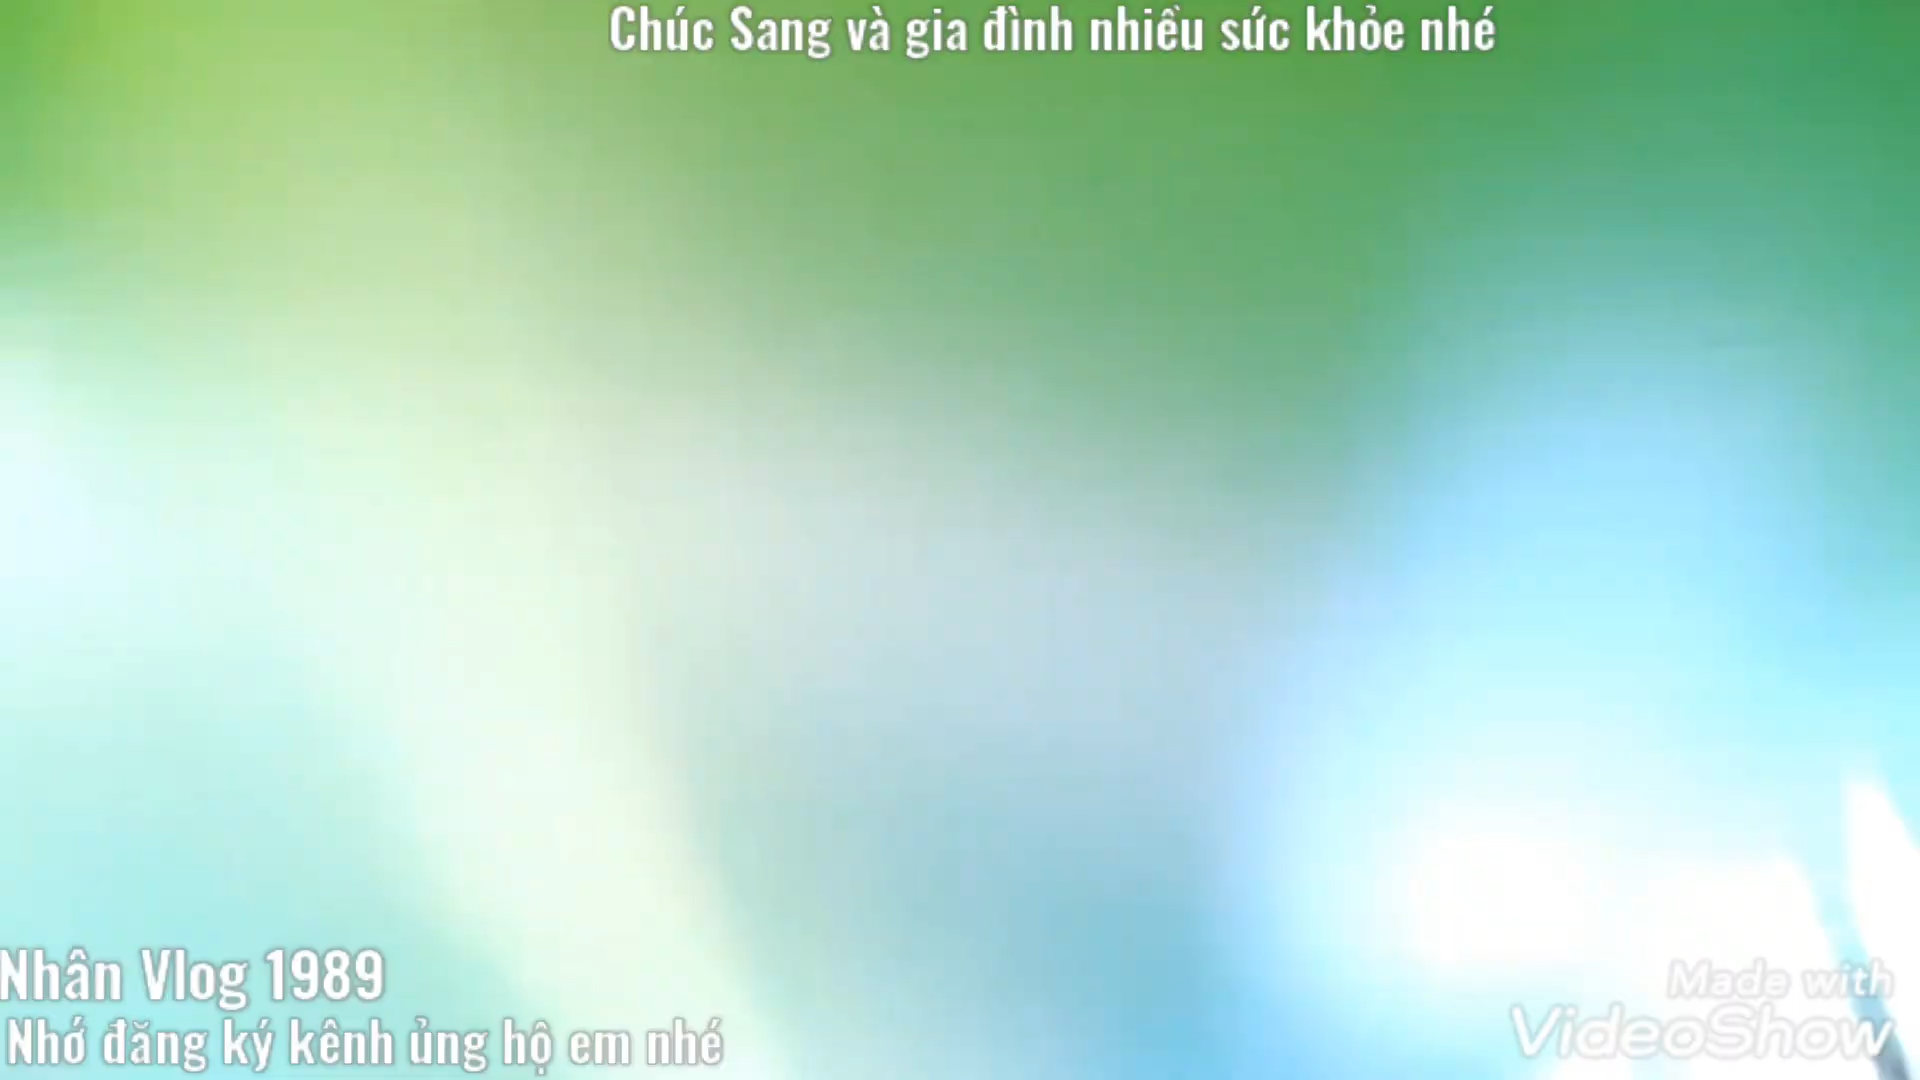 Chúc Sang và gia đình nhiều sức khỏe nhé
Nhân Vlog 1989
Nhớ đăng ký kênh ủng hộ em nhé
Made with
VideoShow